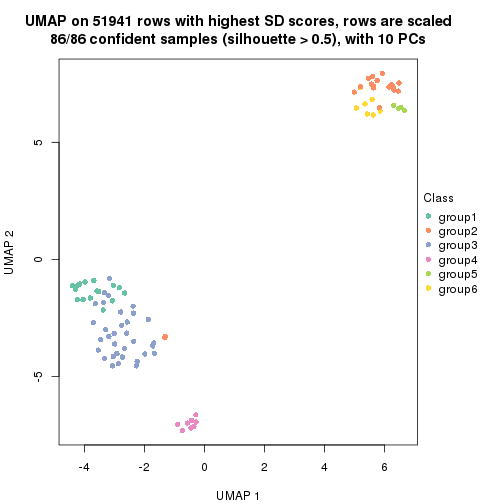 UMAP on 51941 rows with highest SD scores, rows are scaled
86/86 confident samples (silhouette > 0.5), with 10 PCs
5
0
-5
UMAP 2
-4
-2
0
2
4
6
UMAP 1
Class
group1
group2
group3
group4
group5
group6